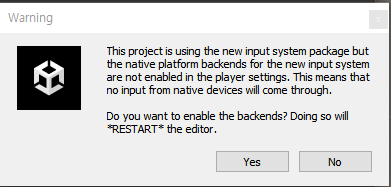 Warning
This project is using the new input system package but
the native platform backends for the new input system
are not enabled in the player settings. This means that
no input from native devices will come through.
Do you want to enable the backends? Doing so will
*RESTART* the editor.
Yes
No